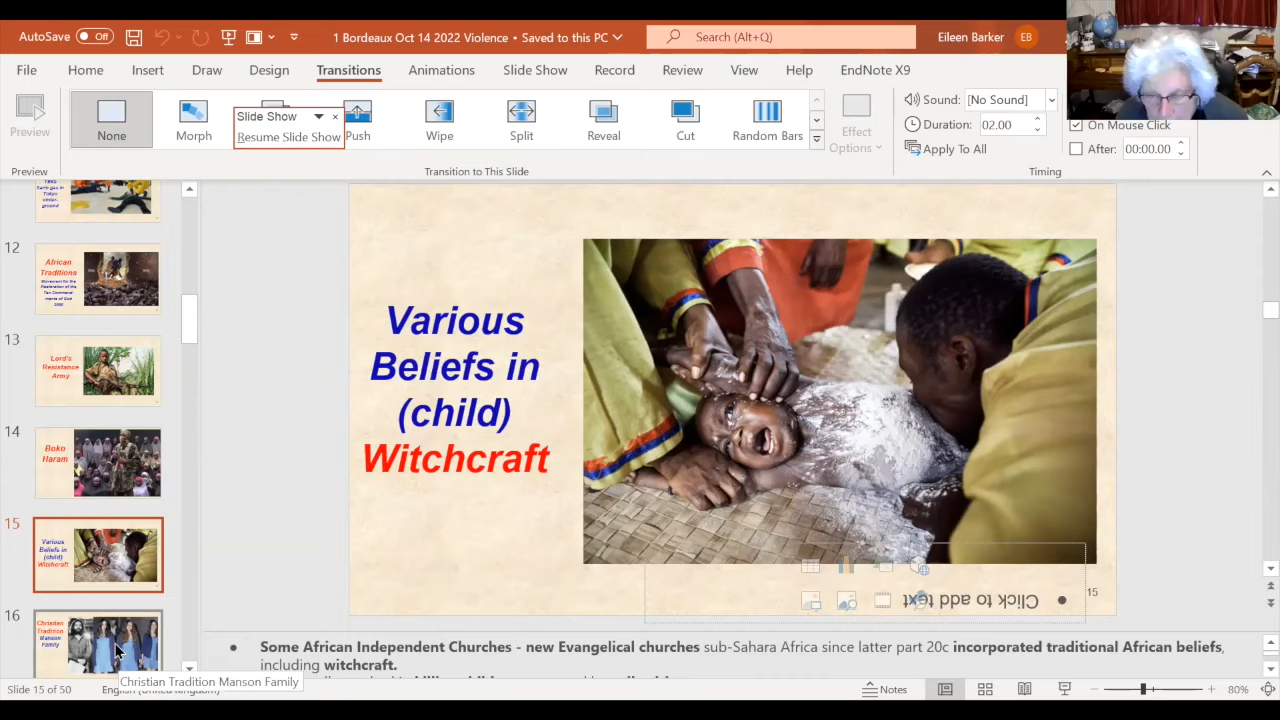 AutoSave Off
1 Bordeaux Oct 14 2022 Violence • Saved to this PC
Search (Alt+Q)
Eileen Barker EB
File Home Insert Draw Design Transitions Animations Slide Show Record Review View Help EndNote X9
Preview
None Morph Push Wipe Split Reveal Cut Random Bars
Slide Show
Resume Slide Show
Effect Options
Sound: [No Sound]
Duration: 02.00
Apply To All
On Mouse Click
After: 00:00.00
Preview
Transition to This Slide
Timing
12
African
Traditions
13
Lord's
Resistance
Army
14
Boko
Haram
15
Various
Beliefs in
(child)
Witchcraft
16
Christian
Tradition
Manson
Family
Various
Beliefs in
(child)
Witchcraft
Click to add text
15
Some African Independent Churches - new Evangelical churches sub-Sahara Africa since latter part 20c incorporated traditional African beliefs,
including witchcraft.
Slide 15 of 50
English (United Kingdom)
Christian Tradition Manson Family
Notes
80%